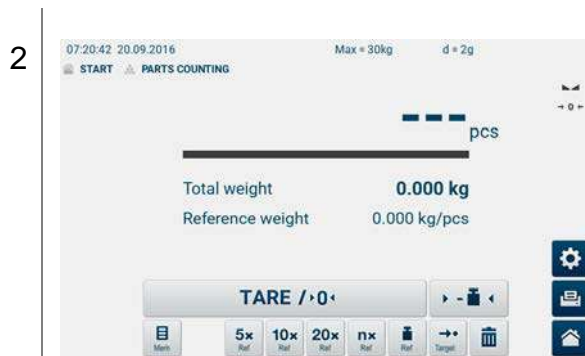 2
07:20:42 20.09.2016 Max = 30kg d = 2g
START PARTS COUNTING
→ 0 ←
--- pcs
Total weight 0.000 kg
Reference weight 0.000 kg/pcs
TARE /→0←
5x 10x 20x nx
Mem Ref Ref Ref Ref Ref Target